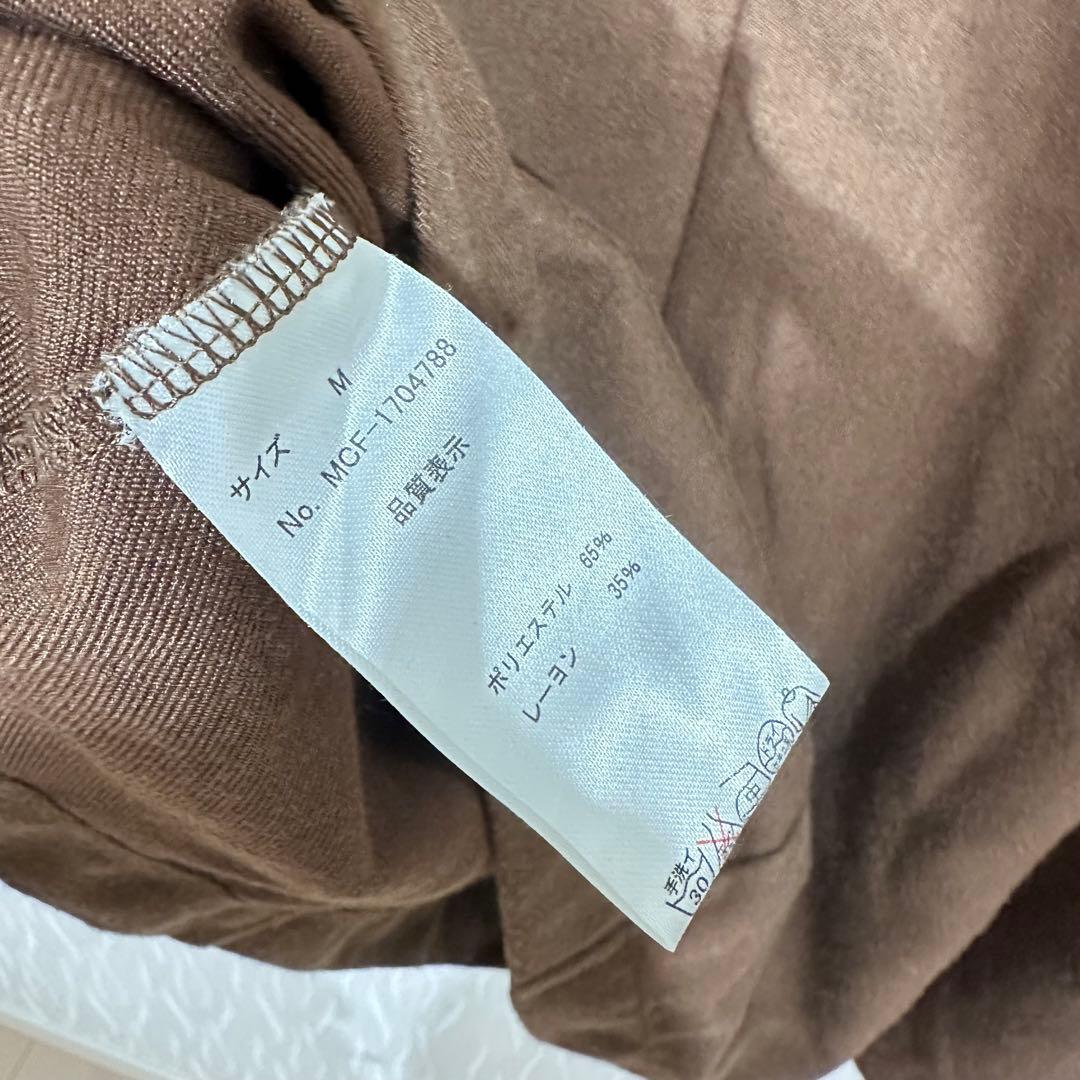 サイズ M
No. MCF-1704788
品質表示
ポリエステル 65%
レーヨン 35%
手洗イ
30
中